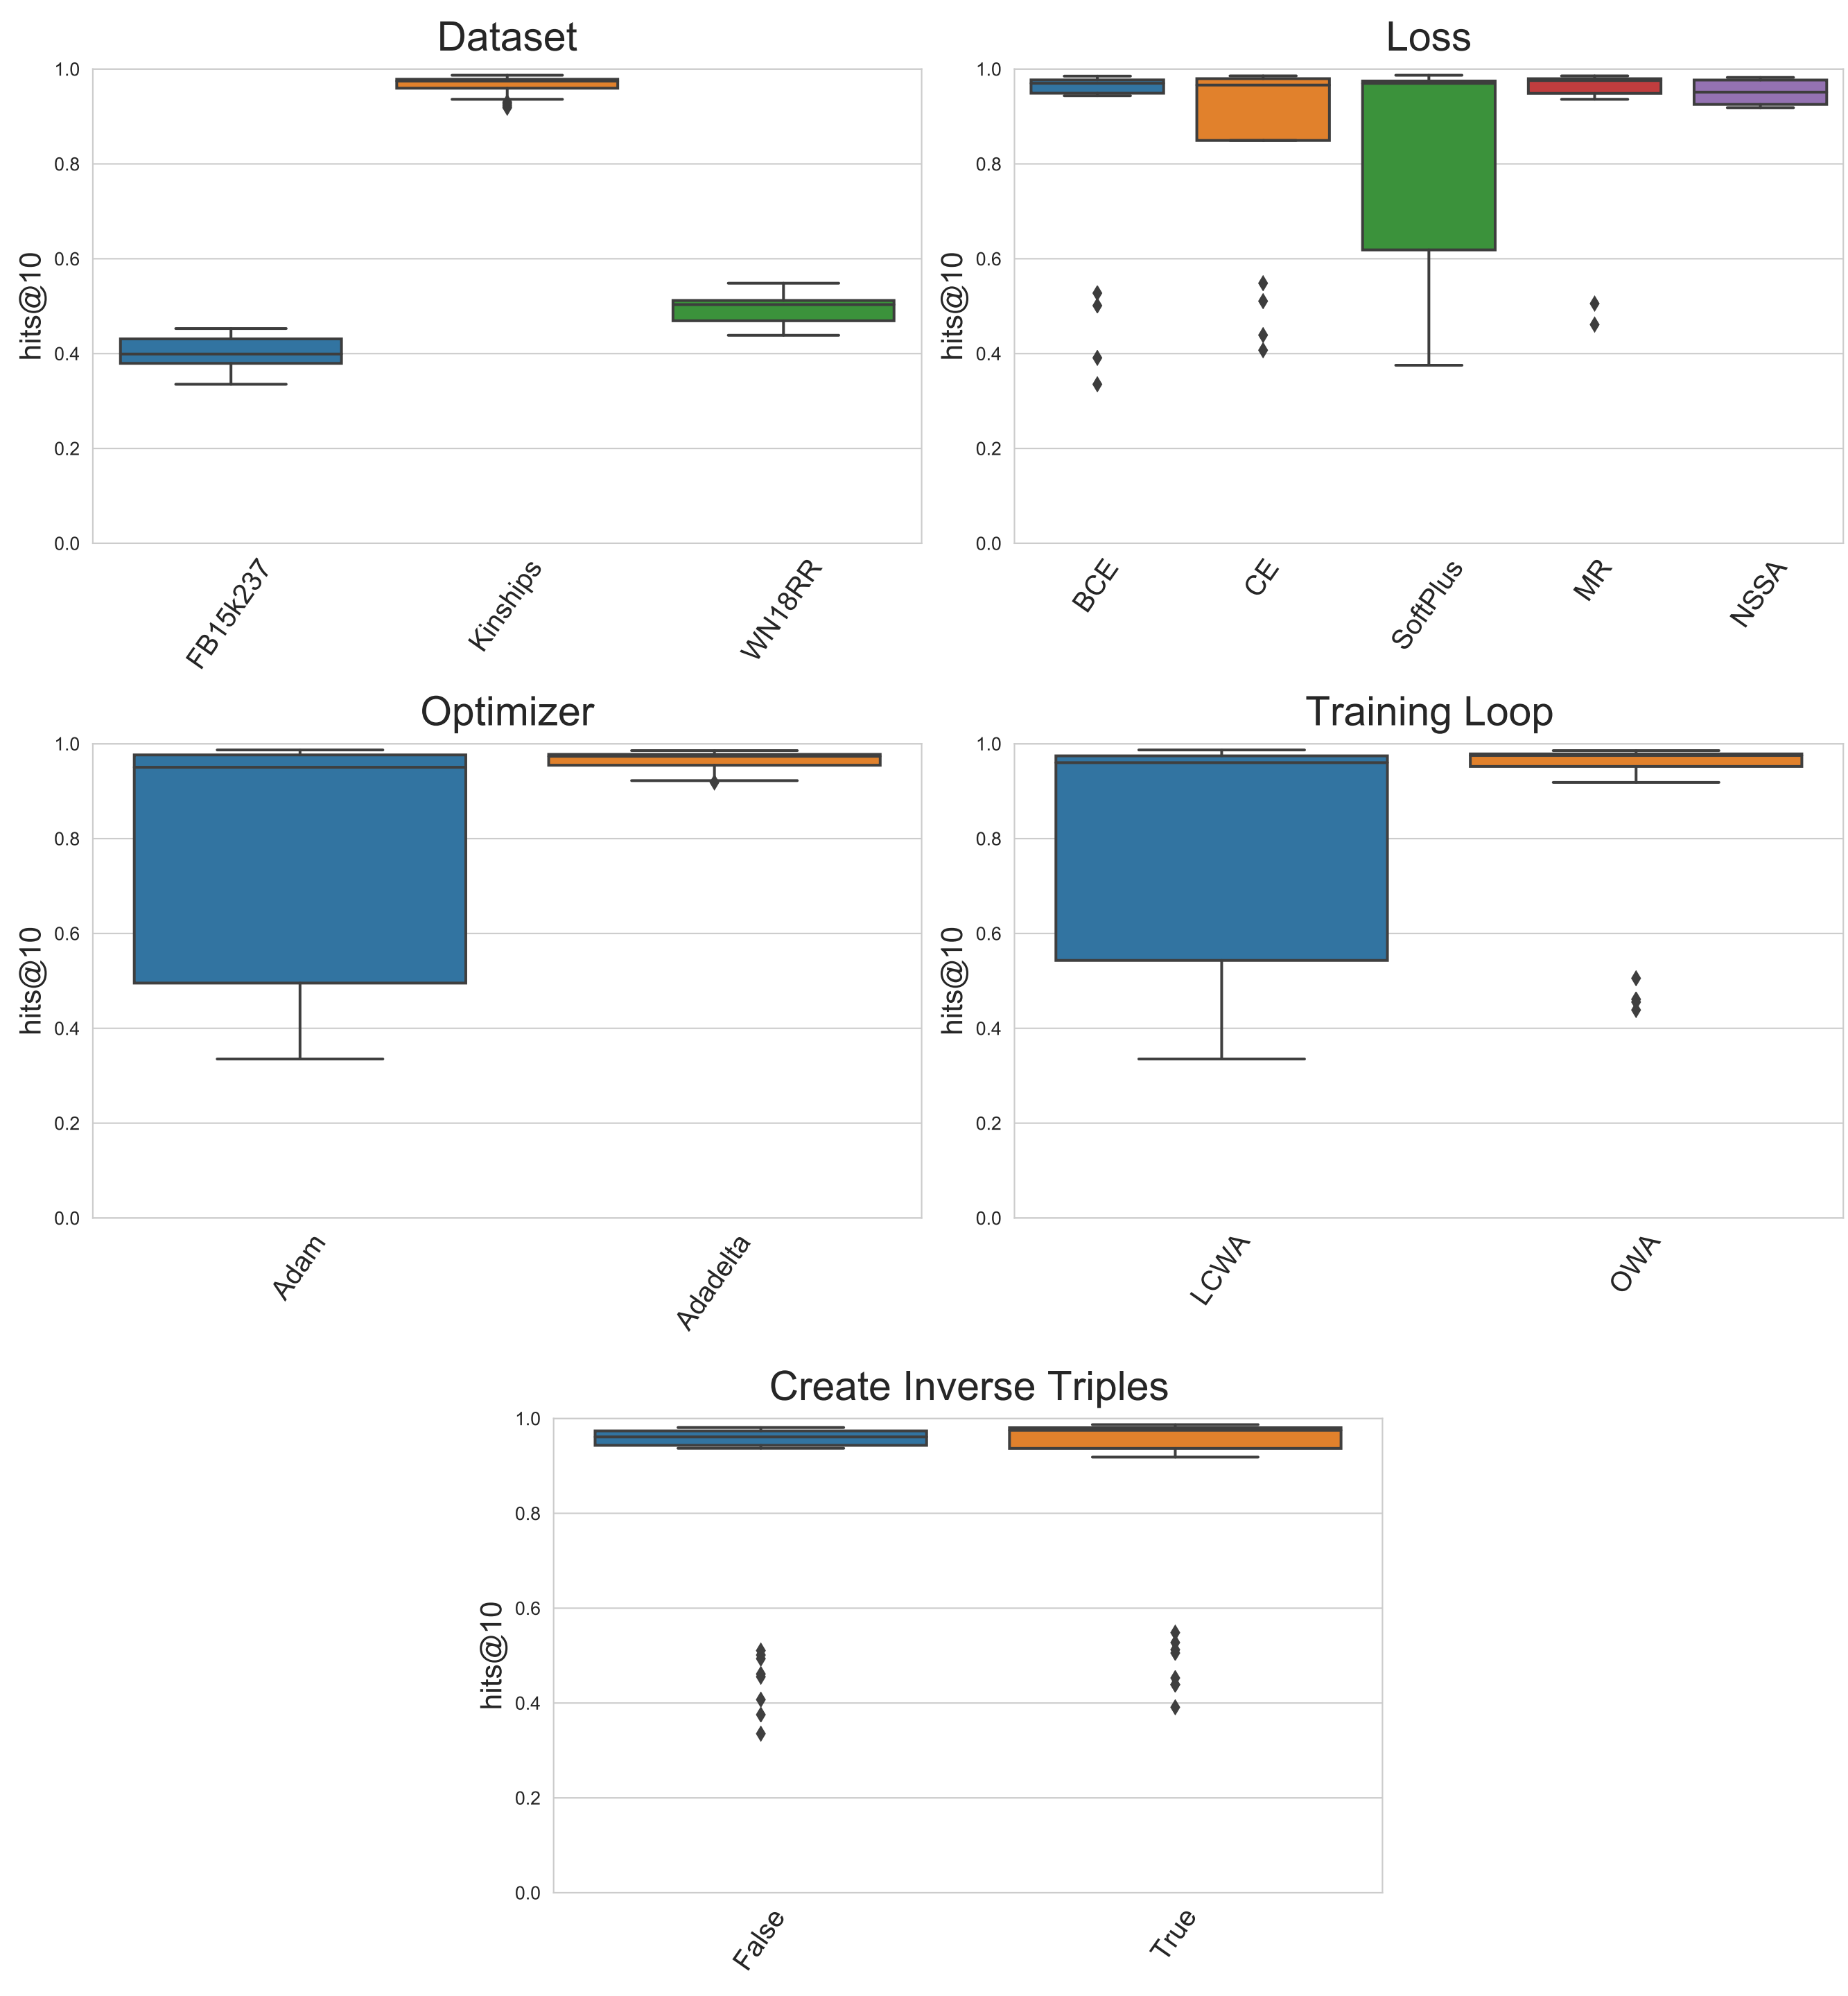 Dataset
1.0
0.8
0.6
0.4
0.2
0.0
hits@10
FB15k237
Kinships
WN18RR
Loss
1.0
0.8
0.6
0.4
0.2
0.0
hits@10
BCE
CE
SoftPlus
MR
NSSA
Optimizer
1.0
0.8
0.6
0.4
0.2
0.0
hits@10
Adam
Adadelta
Training Loop
1.0
0.8
0.6
0.4
0.2
0.0
hits@10
LCWA
OWA
Create Inverse Triples
1.0
0.8
0.6
0.4
0.2
0.0
hits@10
False
True